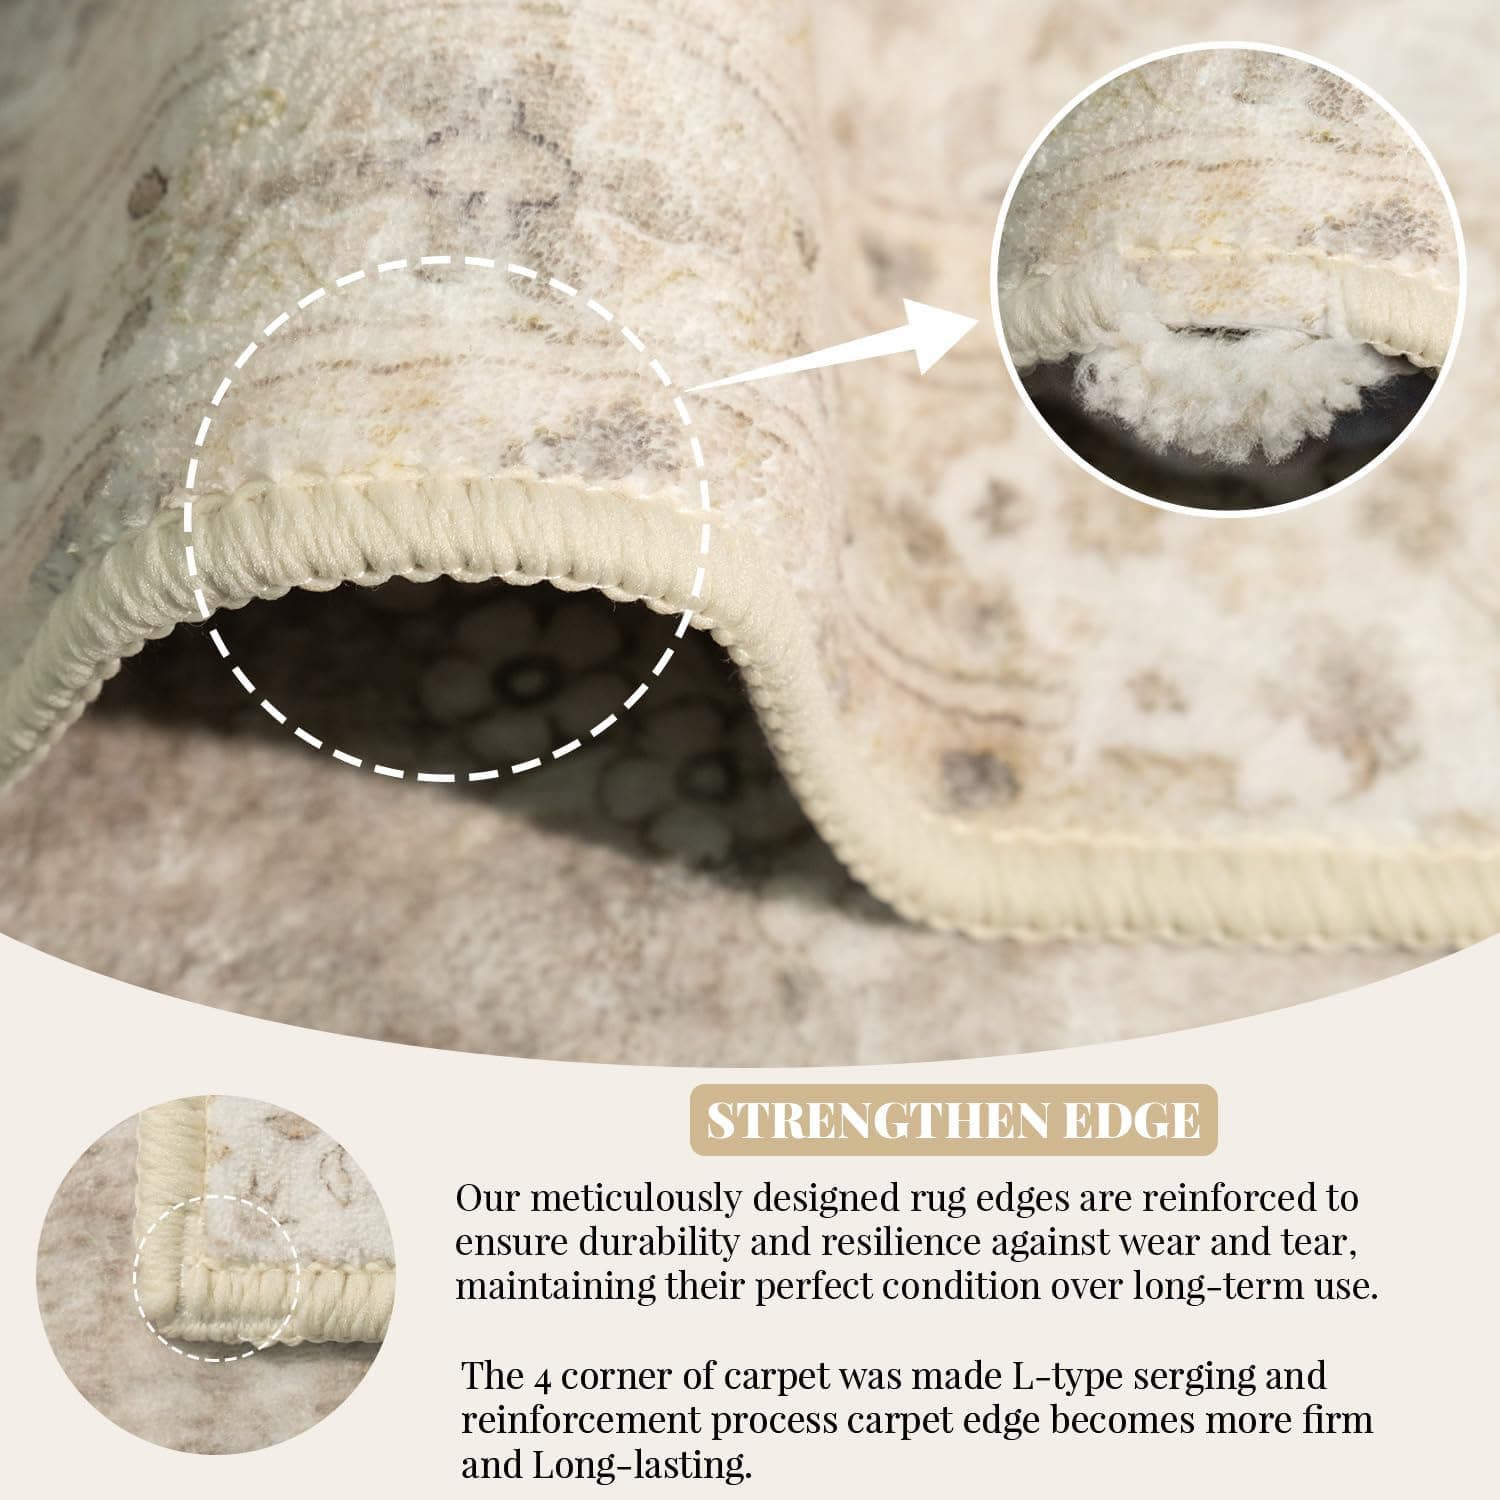 STRENGTHEN EDGE
Our meticulously designed rug edges are reinforced to
ensure durability and resilience against wear and tear,
maintaining their perfect condition over long-term use.
The 4 corner of carpet was made L-type serging and
reinforcement process carpet edge becomes more firm
and Long-lasting.